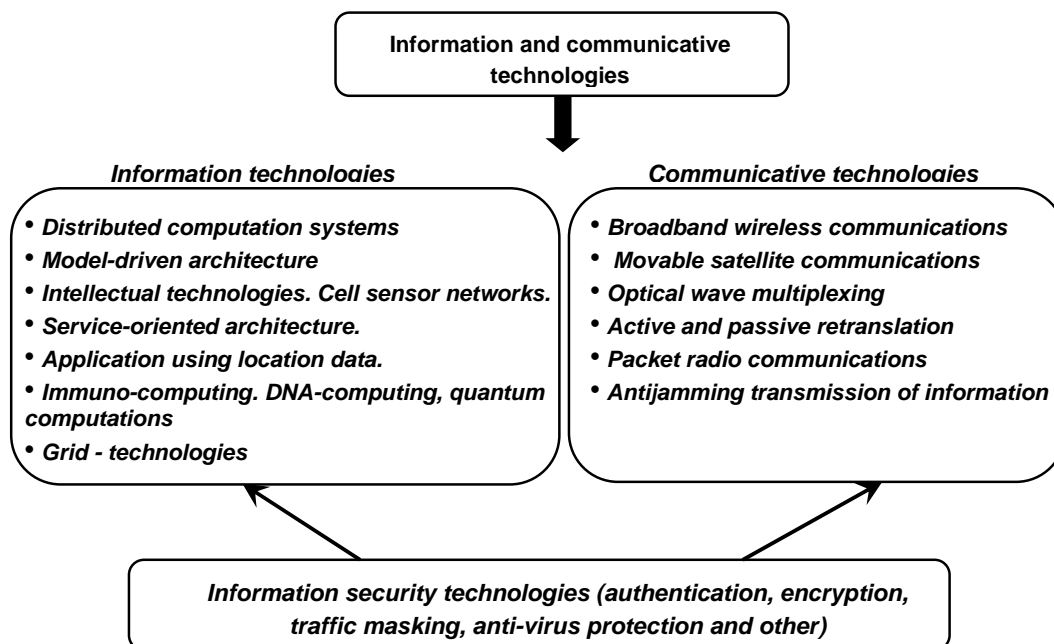 Information and communicative
technologies
Information technologies
• Distributed computation systems
• Model-driven architecture
• Intellectual technologies. Cell sensor networks.
• Service-oriented architecture.
• Application using location data.
• Immuno-computing. DNA-computing, quantum
computations
• Grid - technologies
Communicative technologies
• Broadband wireless communications
• Movable satellite communications
• Optical wave multiplexing
• Active and passive retranslation
• Packet radio communications
• Antijamming transmission of information
Information security technologies (authentication, encryption,
traffic masking, anti-virus protection and other)